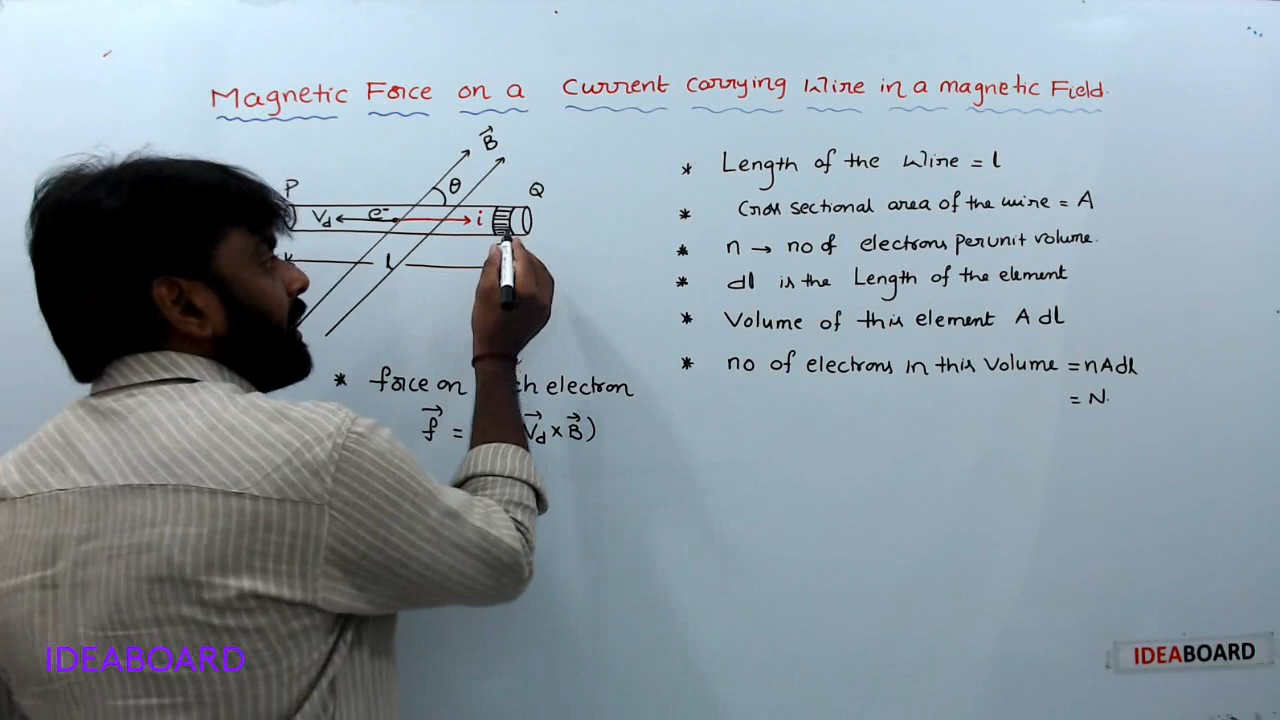 Magnetic Force on a Current carrying Wire in a magnetic Field.
B
θ
P
Q
Vd
e-
i
l
* Length of the Wire = l
* Cross sectional area of the wire = A
* n → no of electrons per unit volume.
* dl is the Length of the element
* Volume of this element A dl
* no of electrons in this Volume = nAdl
= N.
* force on electron
f = Vd × B)
IDEABOARD
IDEABOARD